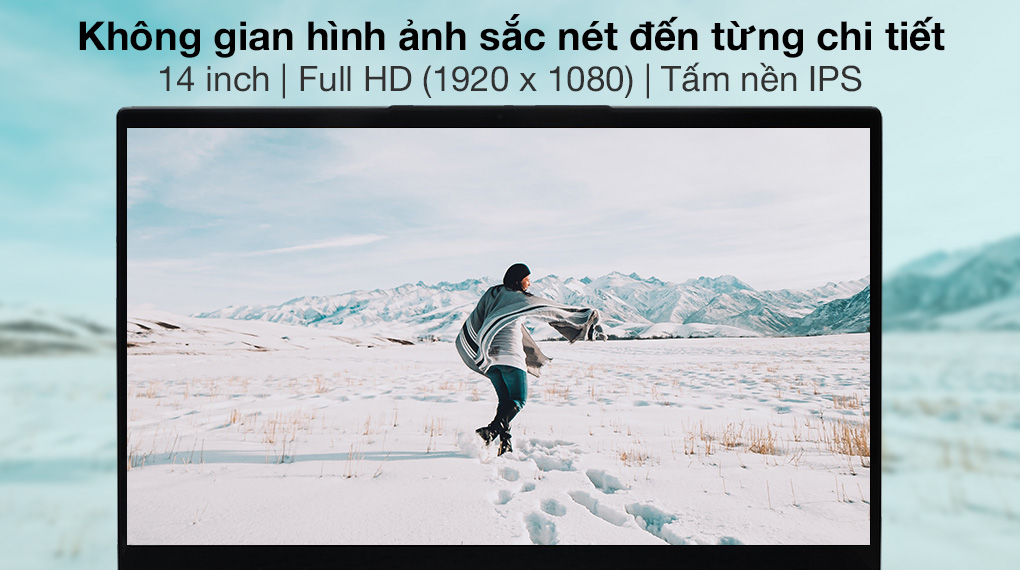 Không gian hình ảnh sắc nét đến từng chi tiết
14 inch | Full HD (1920 x 1080) | Tấm nền IPS